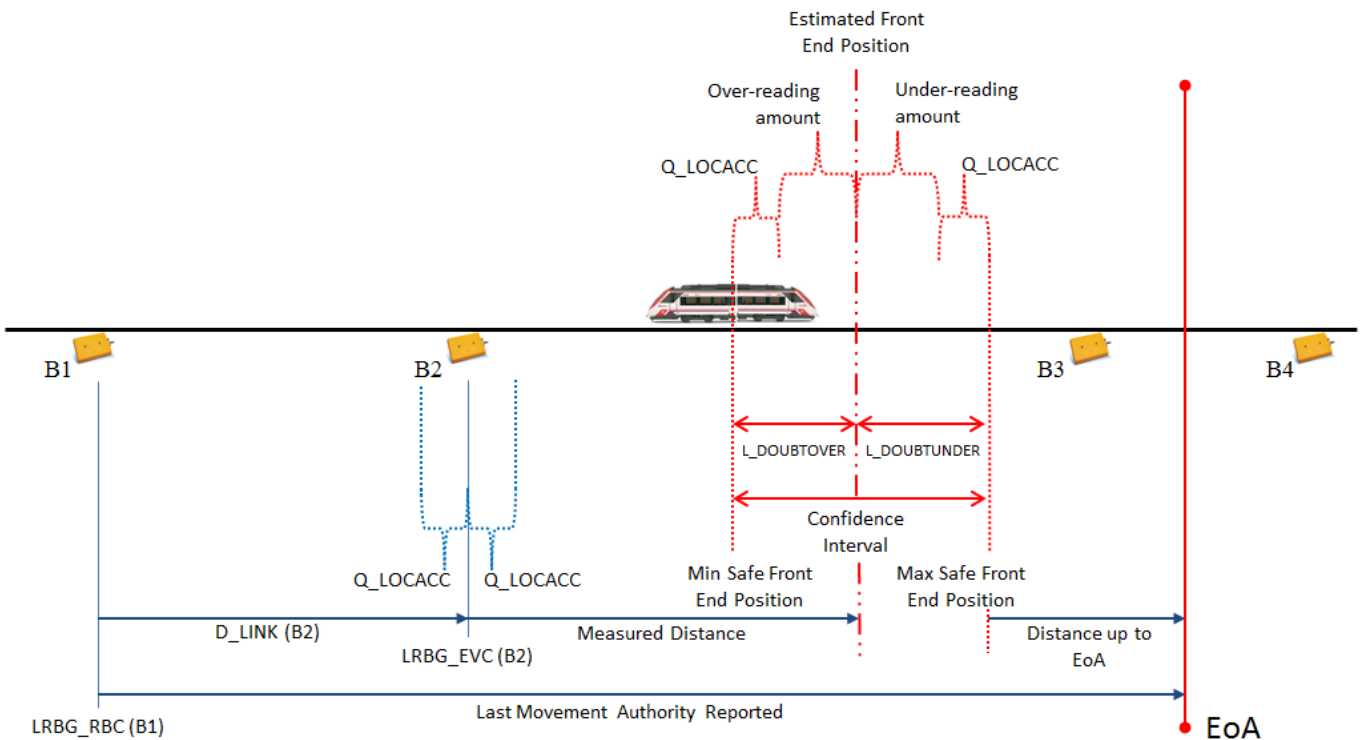 Estimated Front
End Position
Over-reading
amount
Under-reading
amount
Q_LOCACC
Q_LOCACC
B1
B2
B3
B4
L_DOUBTOVER
L_DOUBTUNDER
Confidence
Interval
Q_LOCACC
Q_LOCACC
Min Safe Front
End Position
Max Safe Front
End Position
D_LINK (B2)
Measured Distance
Distance up to
EoA
LRBG_EVC (B2)
Last Movement Authority Reported
LRBG_RBC (B1)
EoA